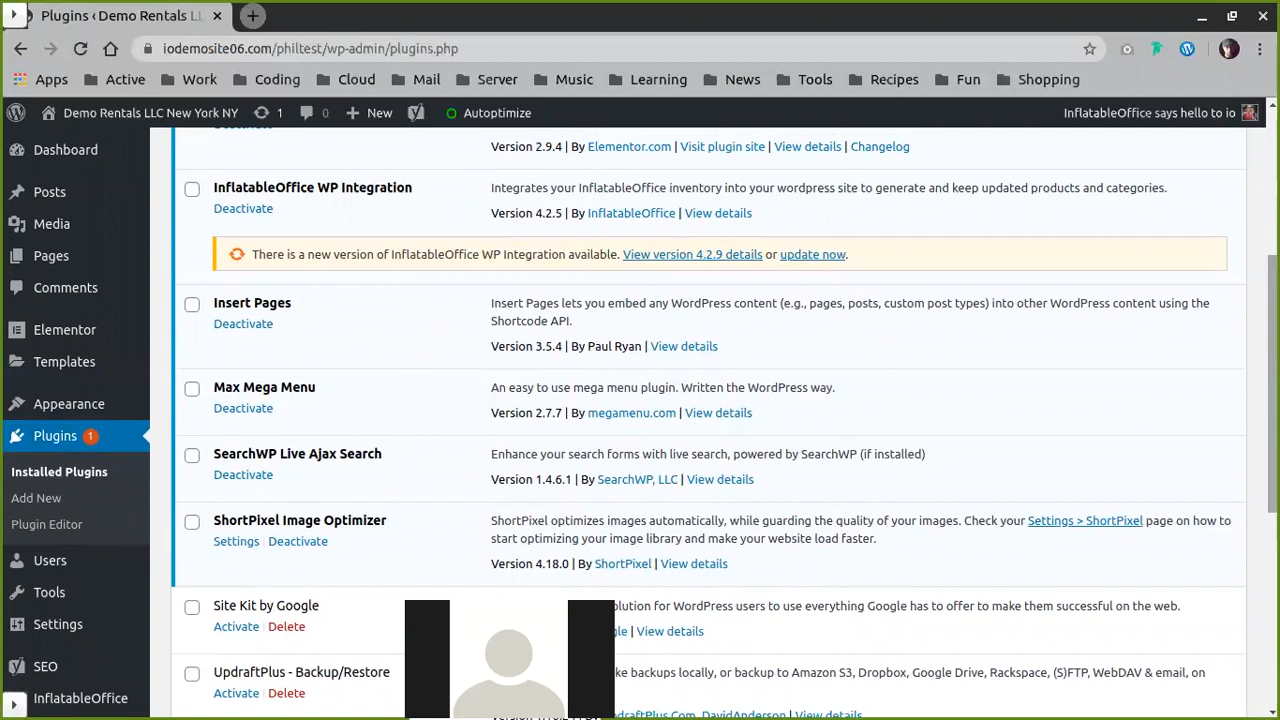 Plugins ‹ Demo Rentals LL
iodemosite06.com/philtest/wp-admin/plugins.php
Apps Active Work Coding Cloud Mail Server Music Learning News Tools Recipes Fun Shopping
Demo Rentals LLC New York NY 1 0 New Autoptimize InflatableOffice says hello to io
Dashboard
Posts
Media
Pages
Comments
Elementor
Templates
Appearance
Plugins 1
Installed Plugins
Add New
Plugin Editor
Users
Tools
Settings
SEO
InflatableOffice
Version 2.9.4 | By Elementor.com | Visit plugin site | View details | Changelog
InflatableOffice WP Integration
Deactivate
Integrates your InflatableOffice inventory into your wordpress site to generate and keep updated products and categories.
Version 4.2.5 | By InflatableOffice | View details
There is a new version of InflatableOffice WP Integration available. View version 4.2.9 details or update now.
Insert Pages
Deactivate
Insert Pages lets you embed any WordPress content (e.g., pages, posts, custom post types) into other WordPress content using the
Shortcode API.
Version 3.5.4 | By Paul Ryan | View details
Max Mega Menu
Deactivate
An easy to use mega menu plugin. Written the WordPress way.
Version 2.7.7 | By megamenu.com | View details
SearchWP Live Ajax Search
Deactivate
Enhance your search forms with live search, powered by SearchWP (if installed)
Version 1.4.6.1 | By SearchWP, LLC | View details
ShortPixel Image Optimizer
Settings | Deactivate
ShortPixel optimizes images automatically, while guarding the quality of your images. Check your Settings > ShortPixel page on how to
start optimizing your image library and make your website load faster.
Version 4.18.0 | By ShortPixel | View details
Site Kit by Google
Activate | Delete
olution for WordPress users to use everything Google has to offer to make them successful on the web.
gle | View details
UpdraftPlus - Backup/Restore
Activate | Delete
ke backups locally, or backup to Amazon S3, Dropbox, Google Drive, Rackspace, (S)FTP, WebDAV & email, on
draftPlus.Com, DavidAnderson | View details